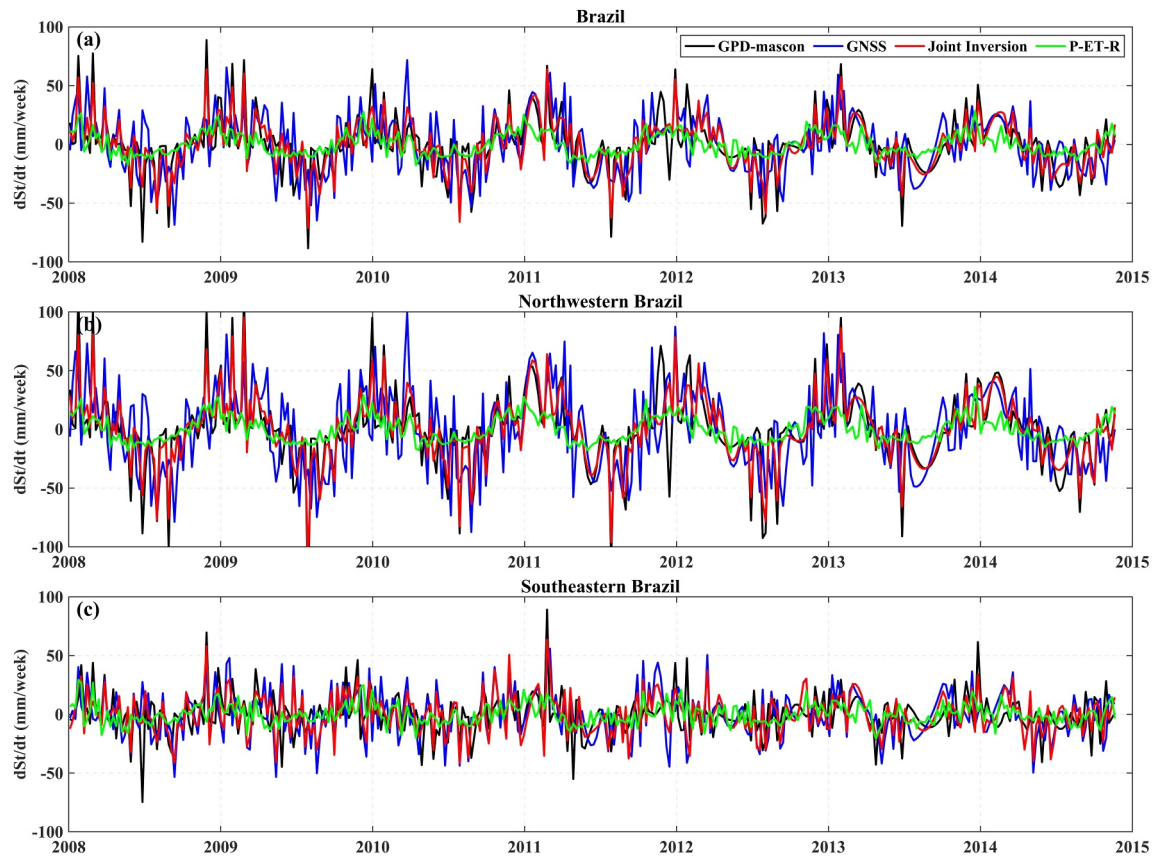 Brazil
(a)
GPD-mascon GNSS Joint Inversion P-ET-R
dSt/dt (mm/week)
100
50
0
-50
-100
2008 2009 2010 2011 2012 2013 2014 2015
Northwestern Brazil
(b)
dSt/dt (mm/week)
100
50
0
-50
-100
2008 2009 2010 2011 2012 2013 2014 2015
Southeastern Brazil
(c)
dSt/dt (mm/week)
100
50
0
-50
-100
2008 2009 2010 2011 2012 2013 2014 2015